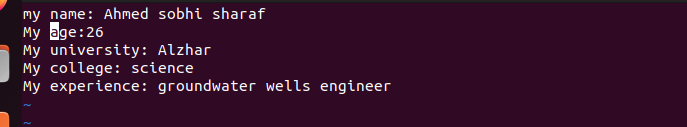 my name: Ahmed sobhi sharaf
My age:26
My university: Alzhar
My college: science
My experience: groundwater wells engineer
~
~